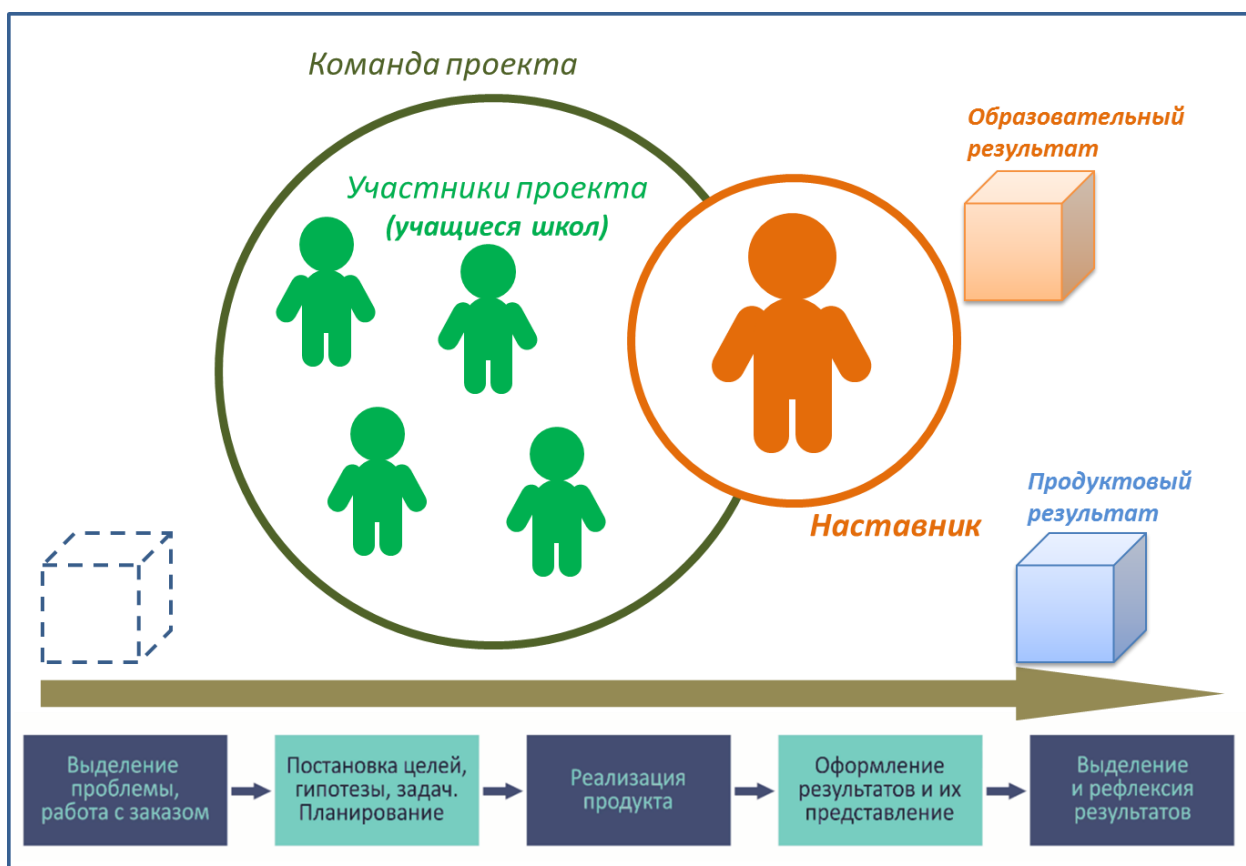 Команда проекта
Образовательный
результат
Участники проекта
(учащиеся школ)
Продуктовый
результат
Наставник
Выделение
проблемы,
работа с заказом
Постановка целей,
гипотезы, задач.
Планирование
Реализация
продукта
Оформление
результатов и их
представление
Выделение
и рефлексия
результатов